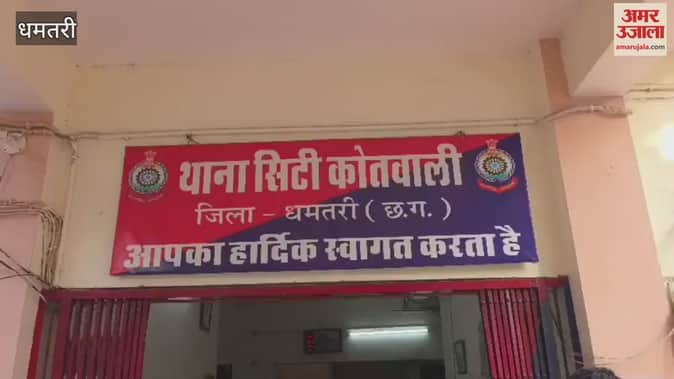 धमतरी
अमर उजाला
amarujala.com
थाना सिटी कोतवाली
जिला - धमतरी ( छ.ग. )
आपका हार्दिक स्वागत करता है